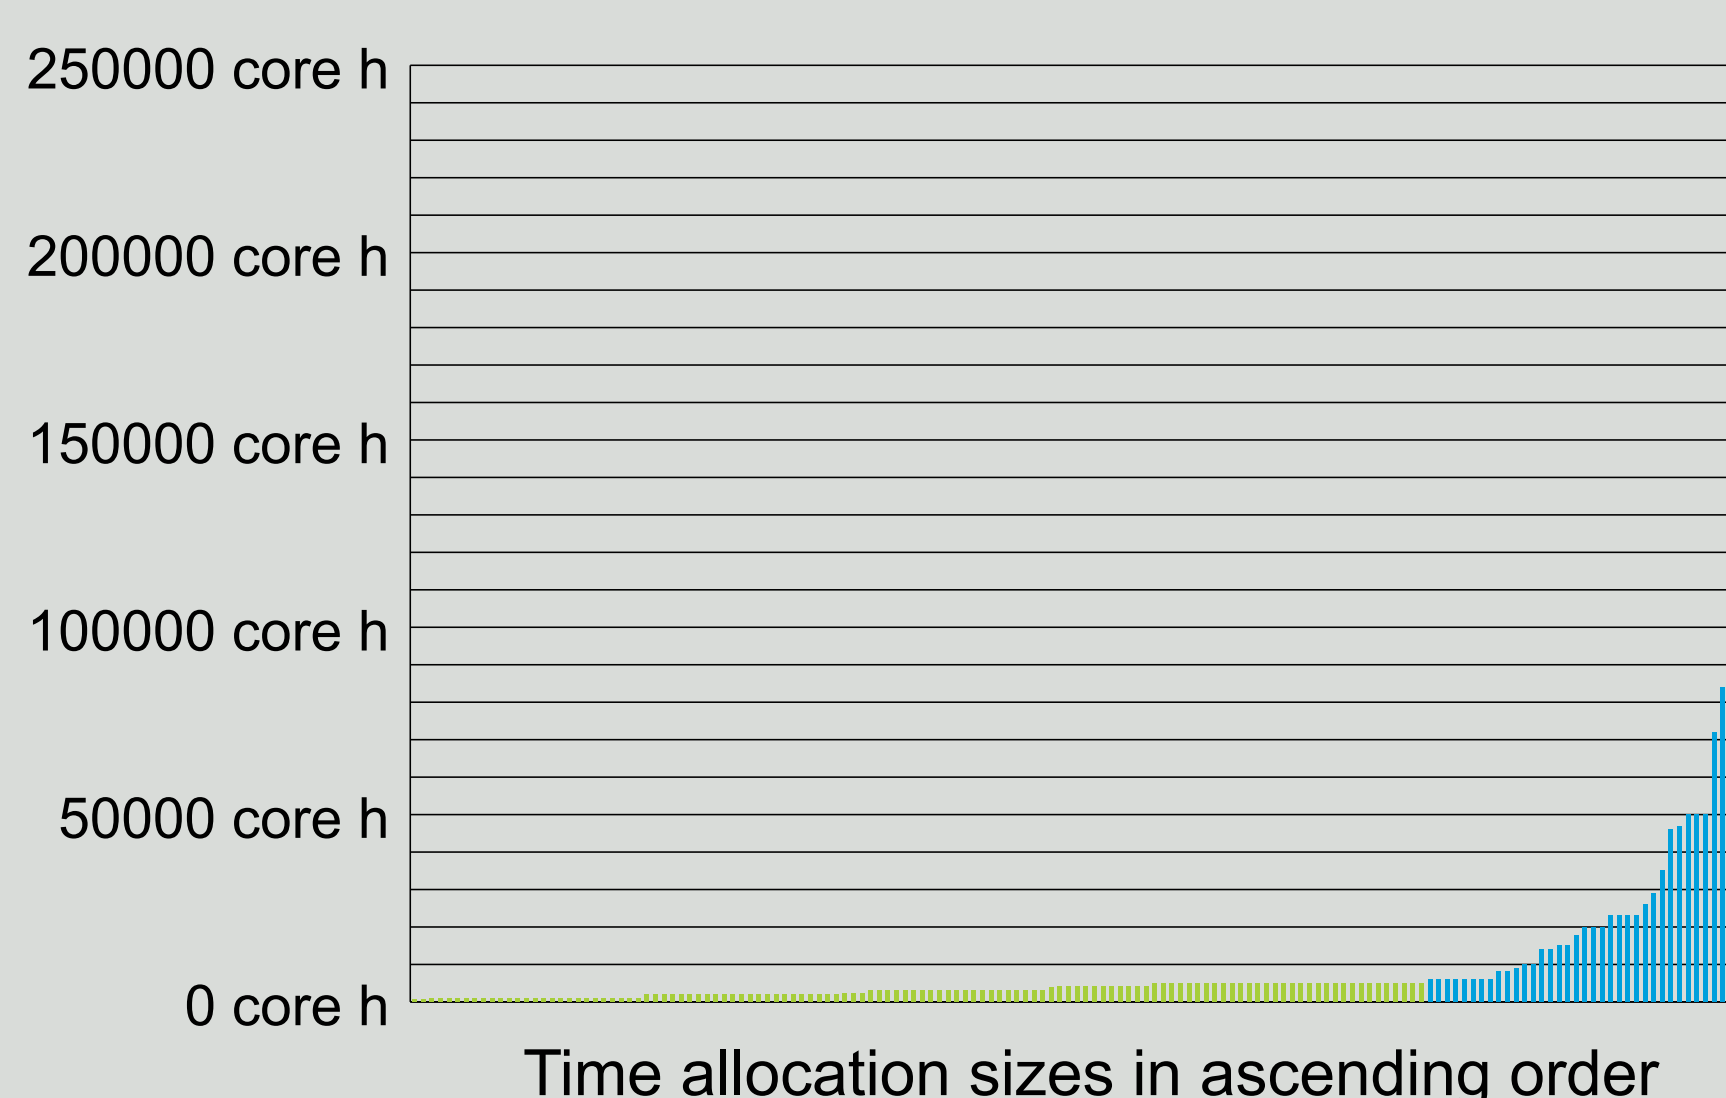 250000 core h
200000 core h
150000 core h
100000 core h
50000 core h
0 core h
Time allocation sizes in ascending order